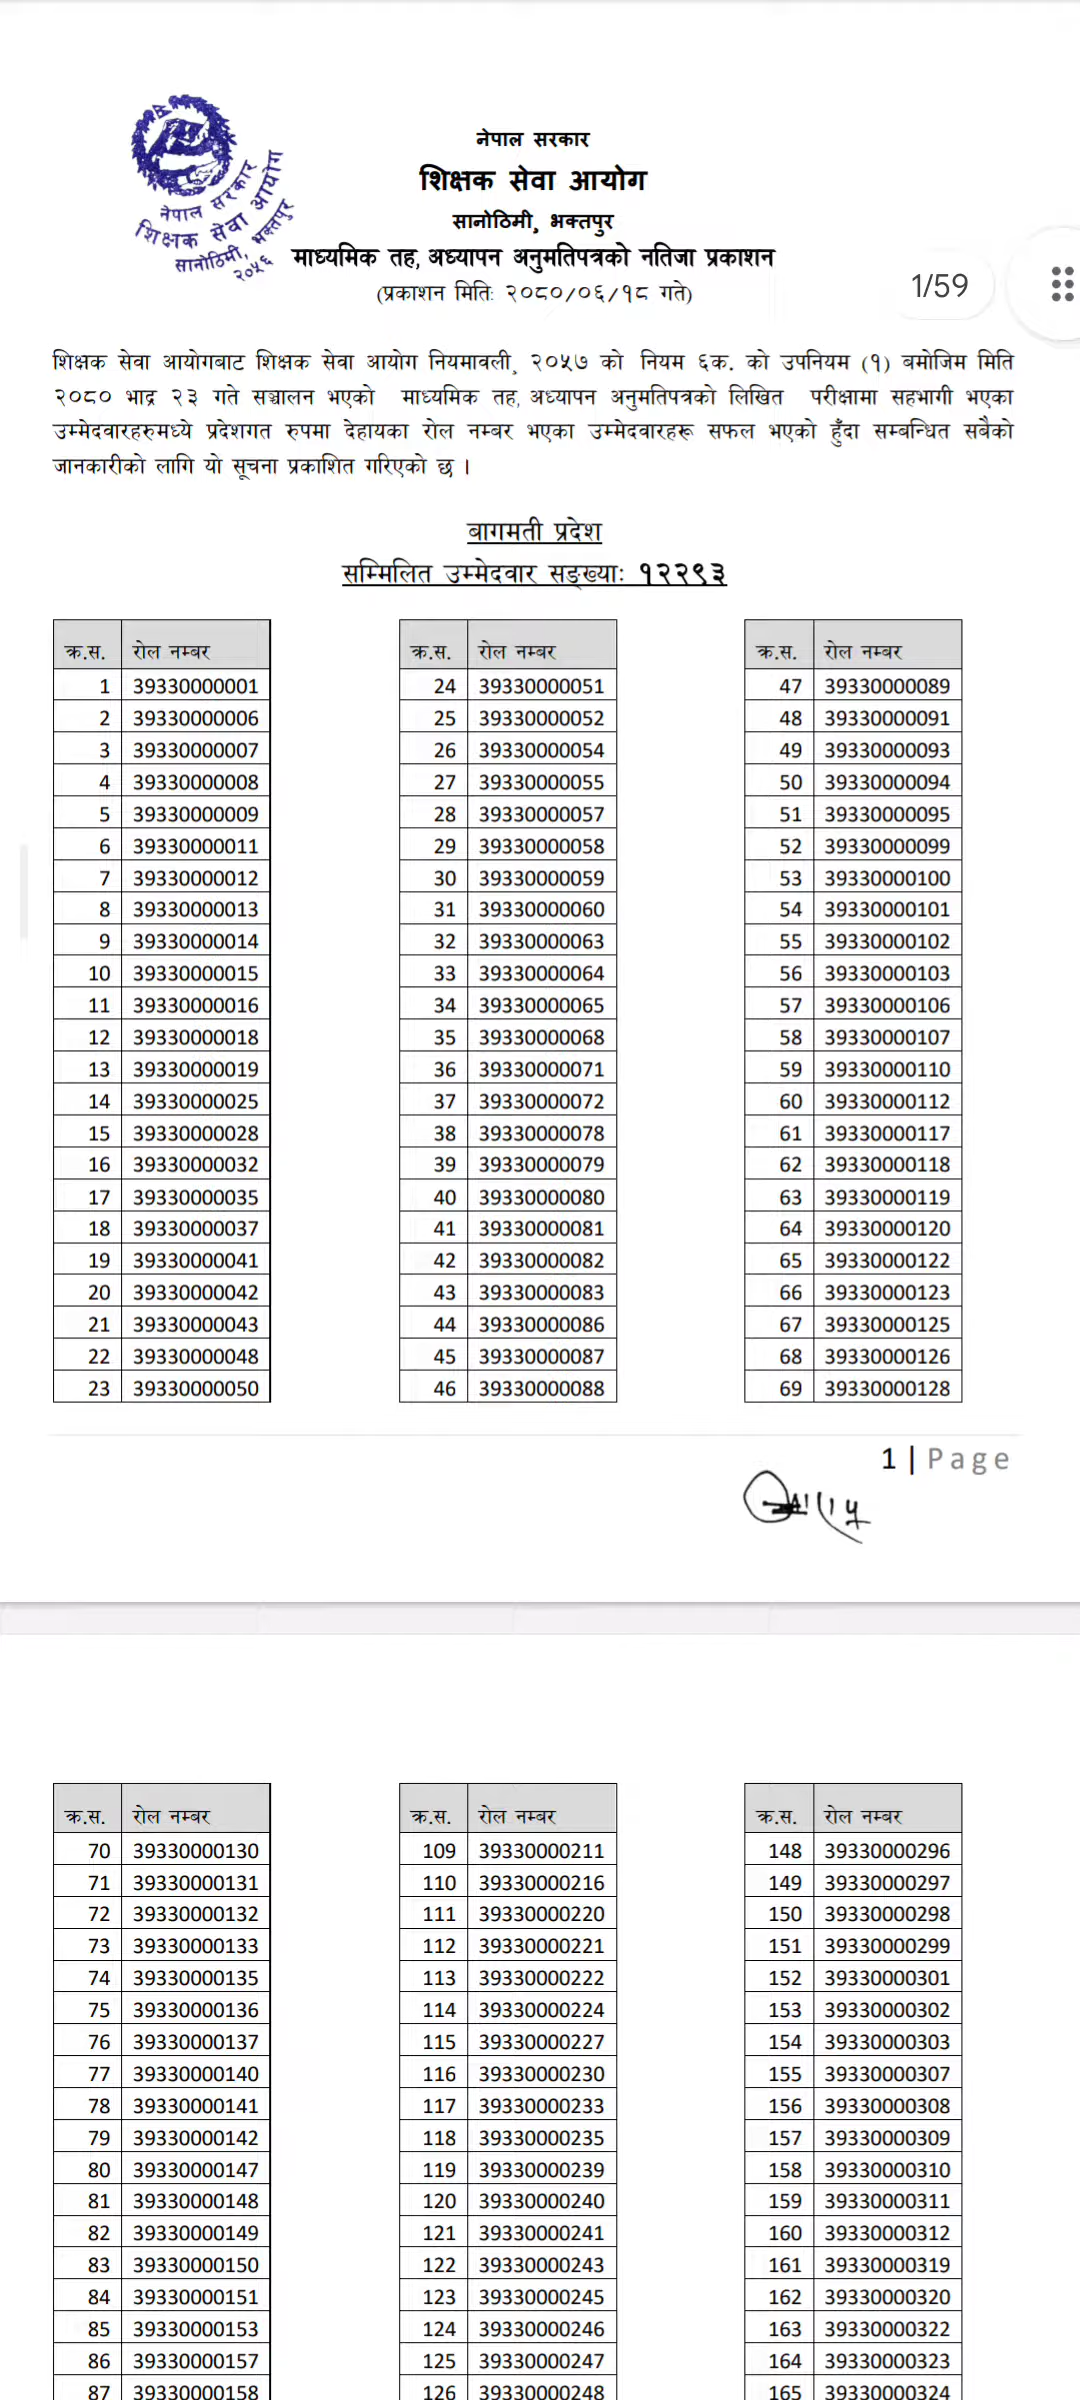 नेपाल सरकार
शिक्षक सेवा आयोग
सानोठिमी, भक्तपुर
२०५६
नेपाल सरकार
शिक्षक सेवा आयोग
सानोठिमी, भक्तपुर
माध्यमिक तह, अध्यापन अनुमतिपत्रको नतिजा प्रकाशन
(प्रकाशन मितिः २०८०/०६/१८ गते)
1/59
शिक्षक सेवा आयोगबाट शिक्षक सेवा आयोग नियमावली, २०५७ को नियम ६क. को उपनियम (१) बमोजिम मिति
२०८० भाद्र २३ गते सञ्चालन भएको माध्यमिक तह, अध्यापन अनुमतिपत्रको लिखित परीक्षामा सहभागी भएका
उम्मेदवारहरुमध्ये प्रदेशगत रुपमा देहायका रोल नम्बर भएका उम्मेदवारहरू सफल भएको हुँदा सम्बन्धित सबैको
जानकारीको लागि यो सूचना प्रकाशित गरिएको छ ।
बागमती प्रदेश
सम्मिलित उम्मेदवार सङ्ख्याः १२२९३
क्र.स. रोल नम्बर क्र.स. रोल नम्बर क्र.स. रोल नम्बर
1 39330000001 24 39330000051 47 39330000089
2 39330000006 25 39330000052 48 39330000091
3 39330000007 26 39330000054 49 39330000093
4 39330000008 27 39330000055 50 39330000094
5 39330000009 28 39330000057 51 39330000095
6 39330000011 29 39330000058 52 39330000099
7 39330000012 30 39330000059 53 39330000100
8 39330000013 31 39330000060 54 39330000101
9 39330000014 32 39330000063 55 39330000102
10 39330000015 33 39330000064 56 39330000103
11 39330000016 34 39330000065 57 39330000106
12 39330000018 35 39330000068 58 39330000107
13 39330000019 36 39330000071 59 39330000110
14 39330000025 37 39330000072 60 39330000112
15 39330000028 38 39330000078 61 39330000117
16 39330000032 39 39330000079 62 39330000118
17 39330000035 40 39330000080 63 39330000119
18 39330000037 41 39330000081 64 39330000120
19 39330000041 42 39330000082 65 39330000122
20 39330000042 43 39330000083 66 39330000123
21 39330000043 44 39330000086 67 39330000125
22 39330000048 45 39330000087 68 39330000126
23 39330000050 46 39330000088 69 39330000128
1 | Page
क्र.स. रोल नम्बर क्र.स. रोल नम्बर क्र.स. रोल नम्बर
70 39330000130 109 39330000211 148 39330000296
71 39330000131 110 39330000216 149 39330000297
72 39330000132 111 39330000220 150 39330000298
73 39330000133 112 39330000221 151 39330000299
74 39330000135 113 39330000222 152 39330000301
75 39330000136 114 39330000224 153 39330000302
76 39330000137 115 39330000227 154 39330000303
77 39330000140 116 39330000230 155 39330000307
78 39330000141 117 39330000233 156 39330000308
79 39330000142 118 39330000235 157 39330000309
80 39330000147 119 39330000239 158 39330000310
81 39330000148 120 39330000240 159 39330000311
82 39330000149 121 39330000241 160 39330000312
83 39330000150 122 39330000243 161 39330000319
84 39330000151 123 39330000245 162 39330000320
85 39330000153 124 39330000246 163 39330000322
86 39330000157 125 39330000247 164 39330000323
87 39330000158 126 39330000248 165 39330000324